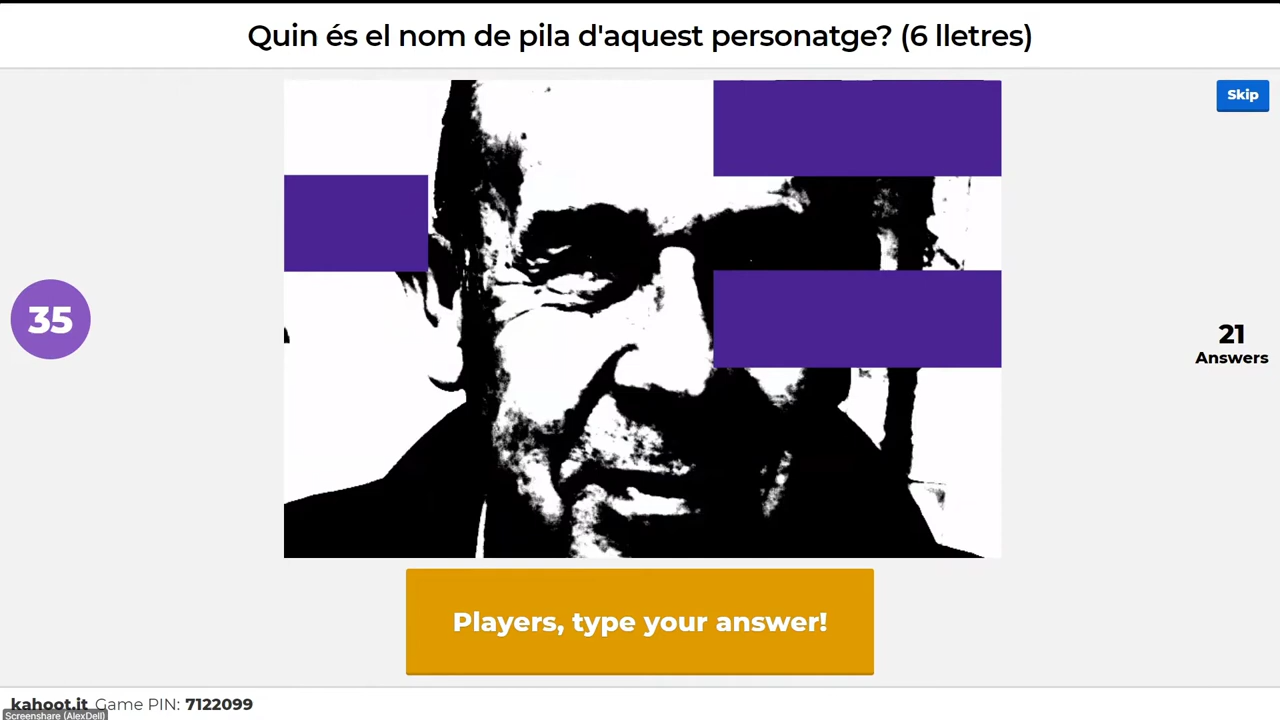 Quin és el nom de pila d'aquest personatge? (6 lletres)
Skip
35
21
Answers
Players, type your answer!
kahoot.it Game PIN: 7122099
Screenshare (AlexDell)